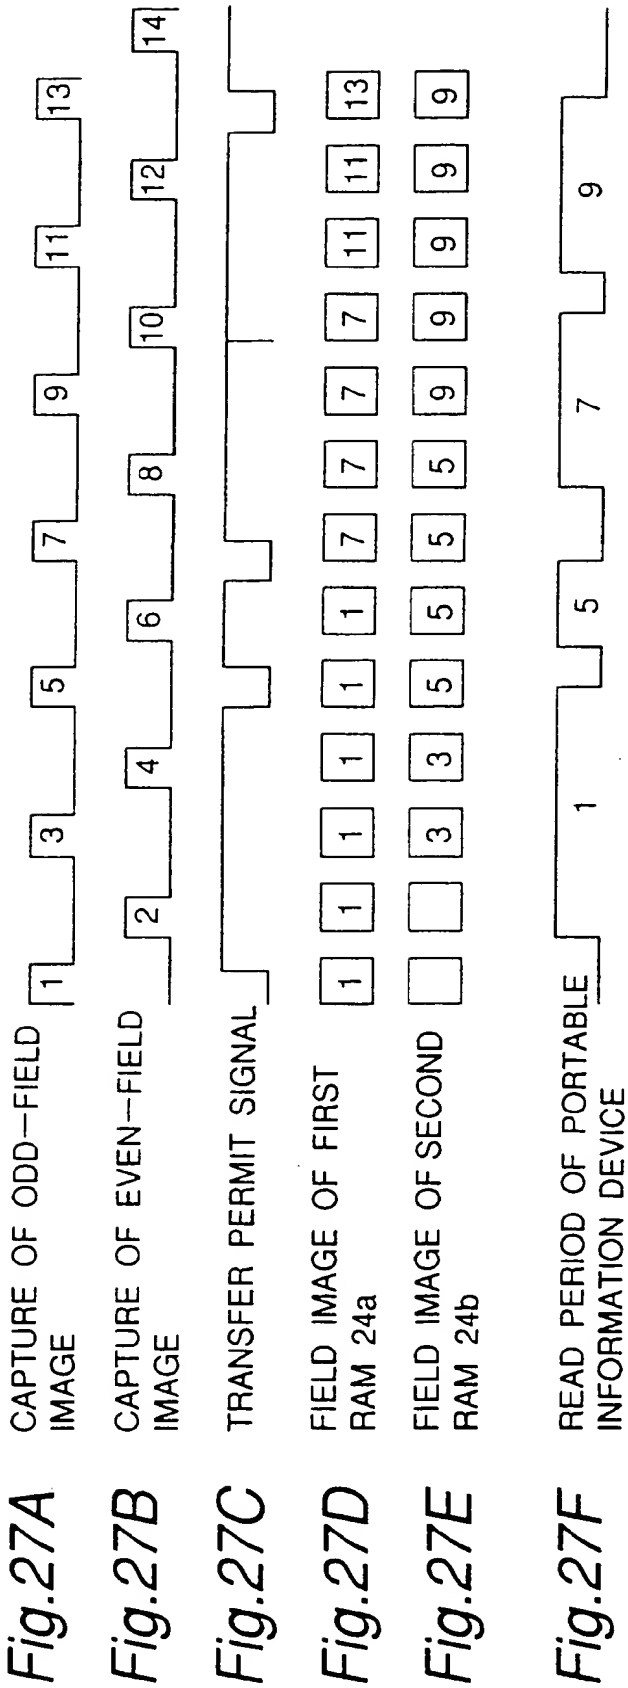 Fig.27A
CAPTURE OF ODD—FIELD
IMAGE
1 3 5 7 9 11 13
Fig.27B
CAPTURE OF EVEN—FIELD
IMAGE
2 4 6 8 10 12 14
Fig.27C
TRANSFER PERMIT SIGNAL
Fig.27D
FIELD IMAGE OF FIRST
RAM 24a
1 1 1 1 1 1 7 7 7 7 11 11 13
Fig.27E
FIELD IMAGE OF SECOND
RAM 24b
3 3 5 5 5 5 9 9 9 9 9
Fig.27F
READ PERIOD OF PORTABLE
INFORMATION DEVICE
1 5 7 9